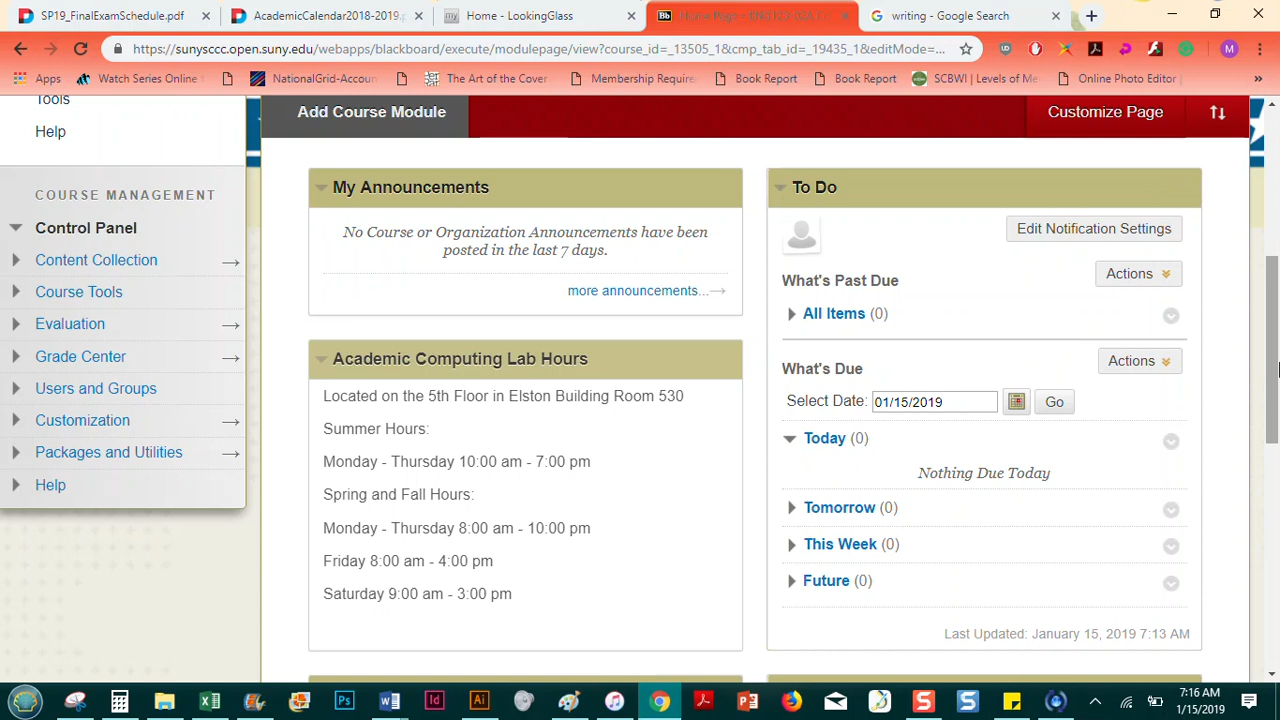 SP19_FinalExamSchedule.pdf
AcademicCalendar2018-2019.
my Home - LookingGlass
Bb
writing - Google Search
https://sunysccc.open.suny.edu/webapps/blackboard/execute/modulepage/view?course_id=_13505_1&cmp_tab_id=_19435_1&editMode=...
M
Apps
Watch Series Online
NationalGrid-Accoun
The Art of the Cover
Membership Require
Book Report
Book Report
SCBWI | Levels of Me
Online Photo Editor
»
Tools
Help
COURSE MANAGEMENT
Control Panel
Content Collection
Course Tools
Evaluation
Grade Center
Users and Groups
Customization
Packages and Utilities
Help
Add Course Module
Customize Page
My Announcements
No Course or Organization Announcements have been
posted in the last 7 days.
more announcements...
Academic Computing Lab Hours
Located on the 5th Floor in Elston Building Room 530
Summer Hours:
Monday - Thursday 10:00 am - 7:00 pm
Spring and Fall Hours:
Monday - Thursday 8:00 am - 10:00 pm
Friday 8:00 am - 4:00 pm
Saturday 9:00 am - 3:00 pm
To Do
Edit Notification Settings
What's Past Due
Actions
All Items (0)
What's Due
Actions
Select Date: 01/15/2019 Go
Today (0)
Nothing Due Today
Tomorrow (0)
This Week (0)
Future (0)
Last Updated: January 15, 2019 7:13 AM
Ps
Id
Ai
7:16 AM
1/15/2019